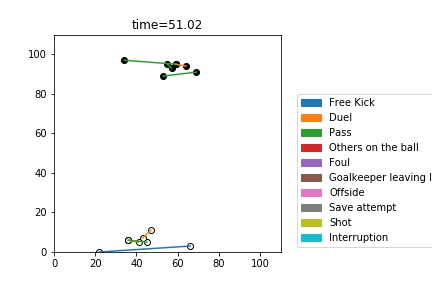 time=51.02
100
80
60
40
20
0
0 20 40 60 80 100
Free Kick
Duel
Pass
Others on the ball
Foul
Goalkeeper leaving l
Offside
Save attempt
Shot
Interruption